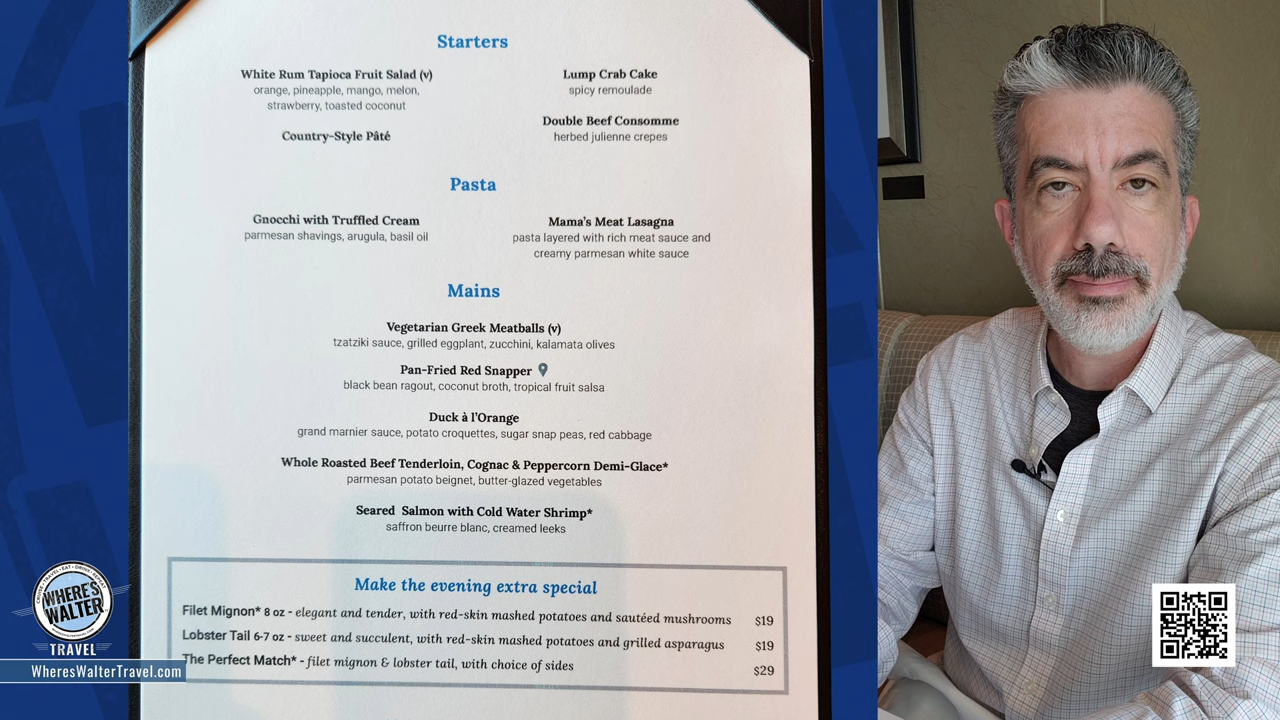 Starters
White Rum Tapioca Fruit Salad (v)
orange, pineapple, mango, melon,
strawberry, toasted coconut
Country-Style Pâté
Lump Crab Cake
spicy remoulade
Double Beef Consomme
herbed julienne crepes
Pasta
Gnocchi with Truffled Cream
parmesan shavings, arugula, basil oil
Mama's Meat Lasagna
pasta layered with rich meat sauce and
creamy parmesan white sauce
Mains
Vegetarian Greek Meatballs (v)
tzatziki sauce, grilled eggplant, zucchini, kalamata olives
Pan-Fried Red Snapper
black bean ragout, coconut broth, tropical fruit salsa
Duck à l'Orange
grand marnier sauce, potato croquettes, sugar snap peas, red cabbage
Whole Roasted Beef Tenderloin, Cognac & Peppercorn Demi-Glace*
parmesan potato beignet, butter-glazed vegetables
Seared Salmon with Cold Water Shrimp*
saffron beurre blanc, creamed leeks
Make the evening extra special
Filet Mignon* 8 oz - elegant and tender, with red-skin mashed potatoes and sautéed mushrooms $19
Lobster Tail 6-7 oz - sweet and succulent, with red-skin mashed potatoes and grilled asparagus $19
The Perfect Match* - filet mignon & lobster tail, with choice of sides $29
WHERE'S
WALTER
TRAVEL
WheresWalterTravel.com